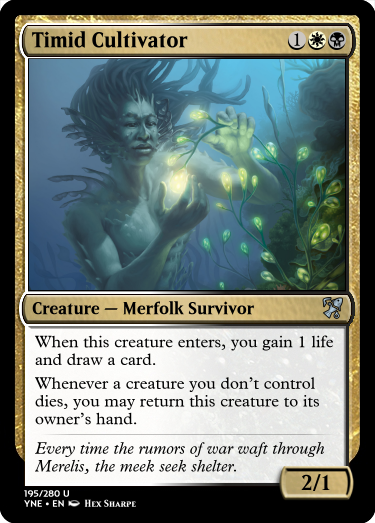 Timid Cultivator 1
Creature — Merfolk Survivor
When this creature enters, you gain 1 life
and draw a card.
Whenever a creature you don't control
dies, you may return this creature to its
owner's hand.
Every time the rumors of war waft through
Merelis, the meek seek shelter.
2/1
195/280 U
YNE • EN Hex Sharpe